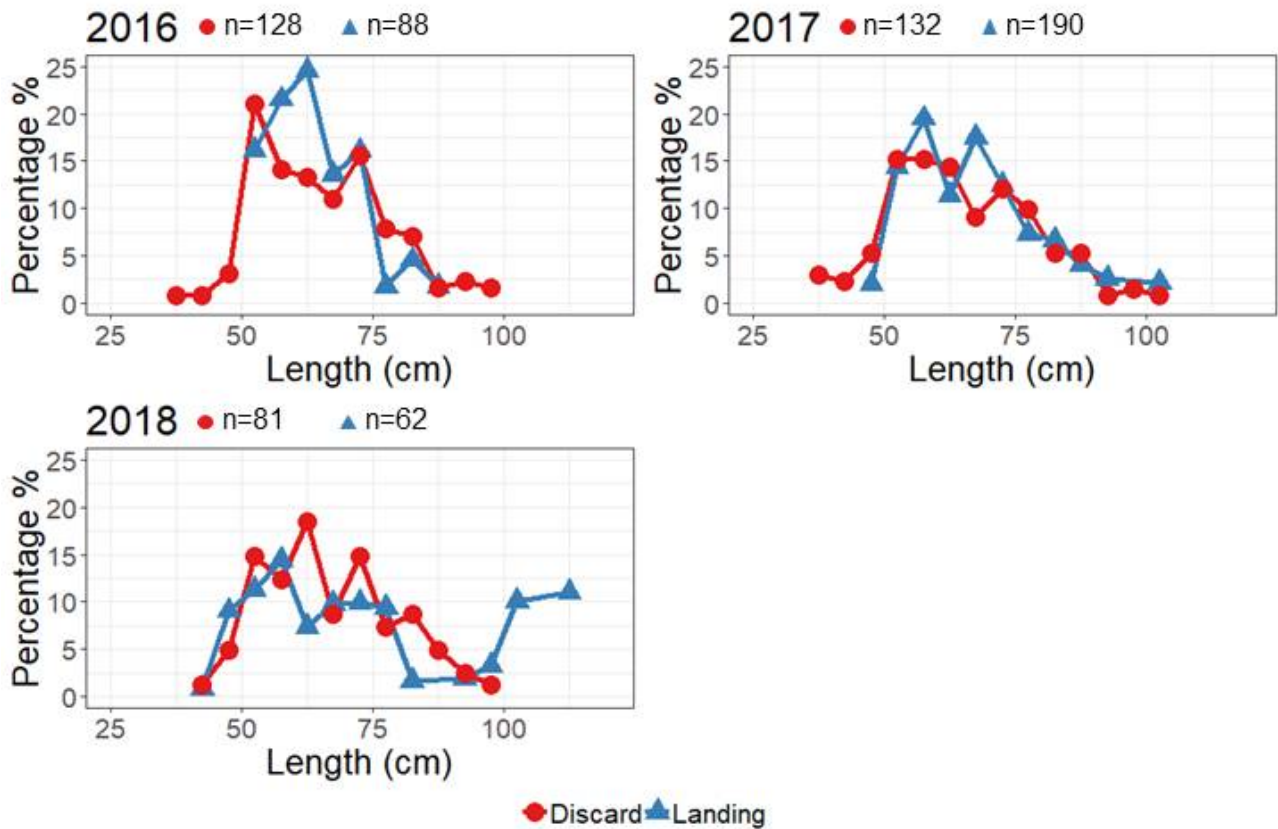 2016 n=128 n=88
Percentage %
25
20
15
10
5
0
25 50 75 100
Length (cm)
2017 n=132 n=190
Percentage %
25
20
15
10
5
0
25 50 75 100
Length (cm)
2018 n=81 n=62
Percentage %
25
20
15
10
5
0
25 50 75 100
Length (cm)
Discard Landing